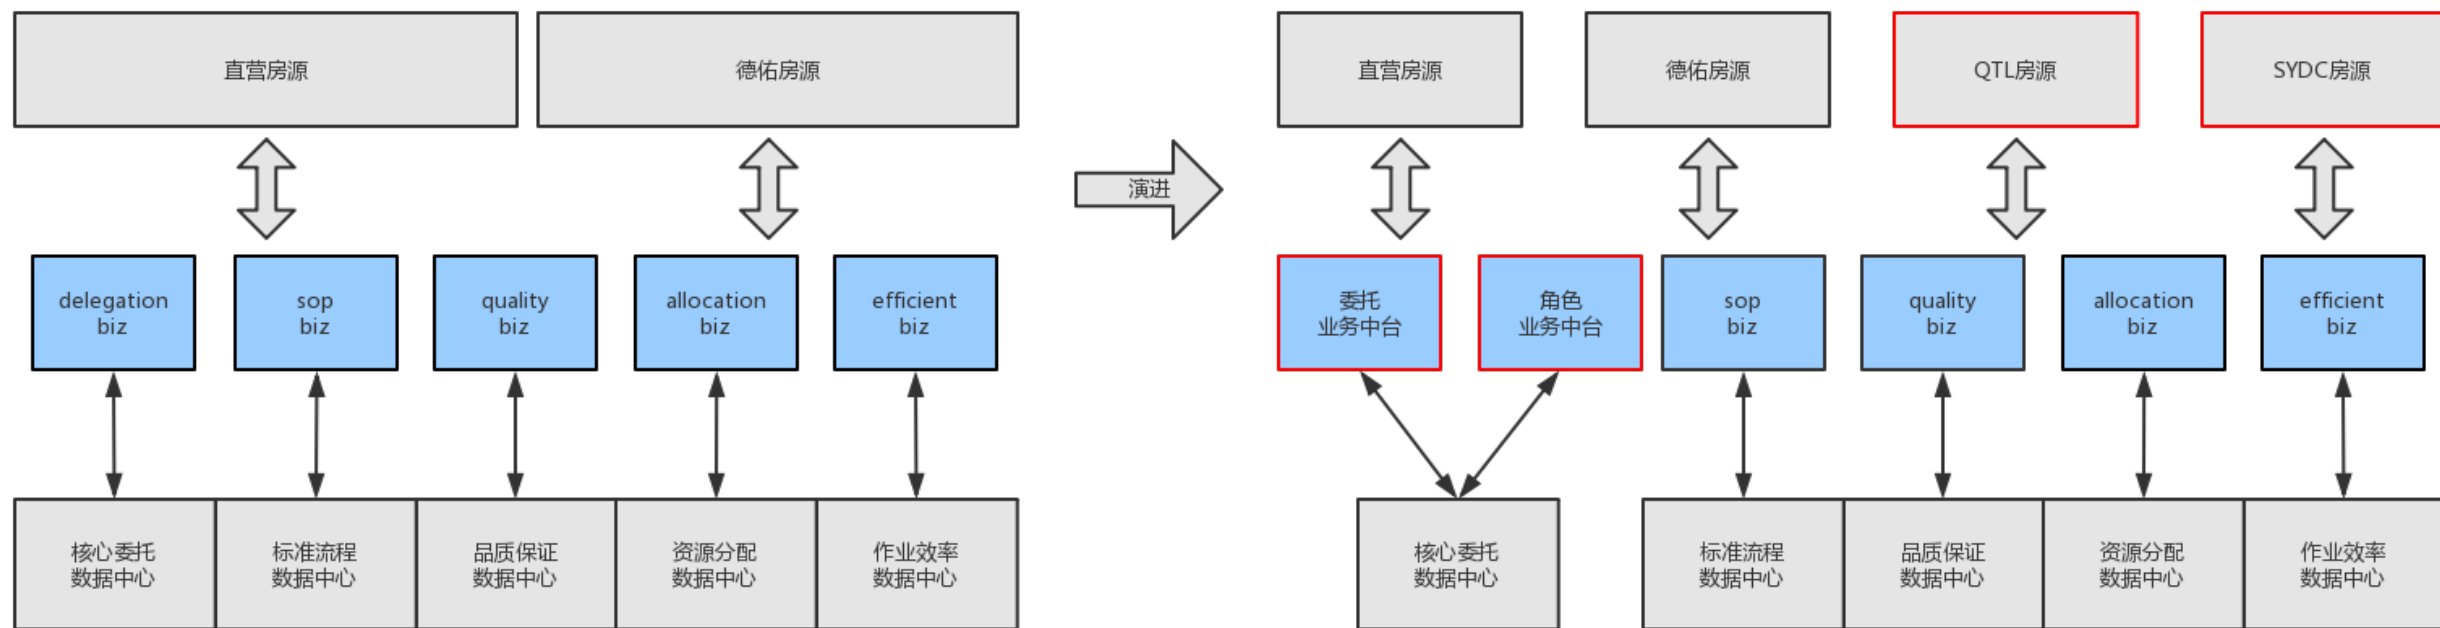 直营房源
德佑房源
直营房源
德佑房源
QTL房源
SYDC房源
演进
delegation
biz
sop
biz
quality
biz
allocation
biz
efficient
biz
委托
业务中台
角色
业务中台
sop
biz
quality
biz
allocation
biz
efficient
biz
核心委托
数据中心
标准流程
数据中心
品质保证
数据中心
资源分配
数据中心
作业效率
数据中心
核心委托
数据中心
标准流程
数据中心
品质保证
数据中心
资源分配
数据中心
作业效率
数据中心